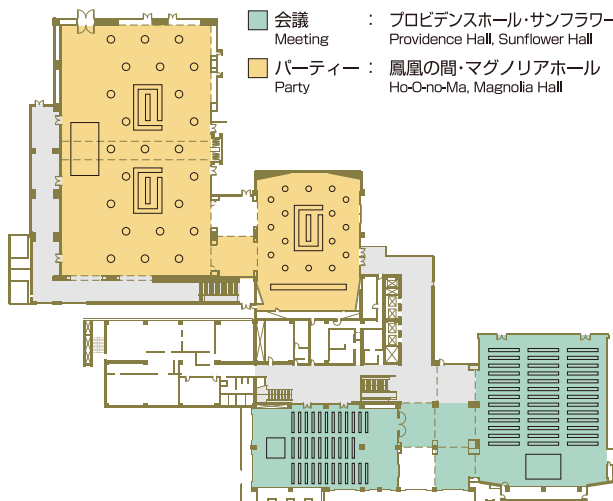 会議 : プロビデンスホール・サンフラワー
Meeting Providence Hall, Sunflower Hall
パーティー : 鳳凰の間・マグノリアホール
Party Ho-O-no-Ma, Magnolia Hall